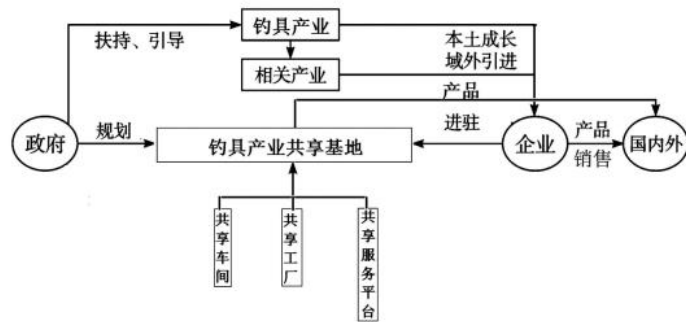 钓具产业
扶持、引导
本土成长
域外引进
相关产业
产品
政府
规划
钓具产业共享基地
进驻
企业
产品
销售
国内外
共享车间
共享工厂
共享服务平台